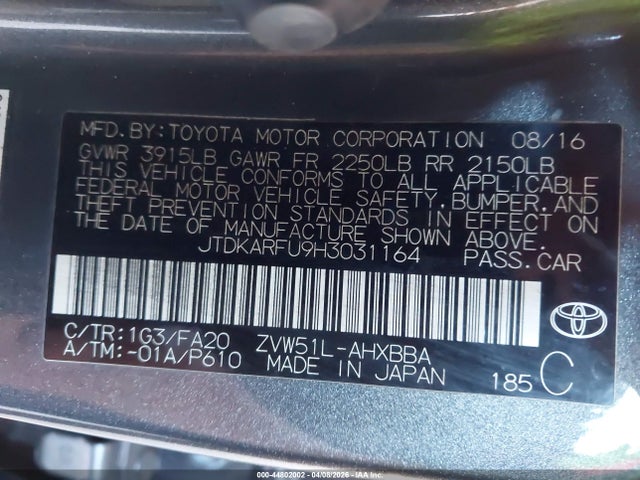 MFD. BY: TOYOTA MOTOR CORPORATION 08/16
GVWR 3915LB GAWR FR 2250LB RR 2150LB
THIS VEHICLE CONFORMS TO ALL APPLICABLE
FEDERAL MOTOR VEHICLE SAFETY, BUMPER, AND
THEFT PREVENTION STANDARDS IN EFFECT ON
THE DATE OF MANUFACTURE SHOWN ABOVE.
JTDKARFU9H3031164 PASS.CAR
C/TR: 1G3/FA20 ZVW51L-AHXBBA
A/TM: -01A/P610 MADE IN JAPAN 185 C
000-44802002 - 04/08/2026 - IAA Inc.